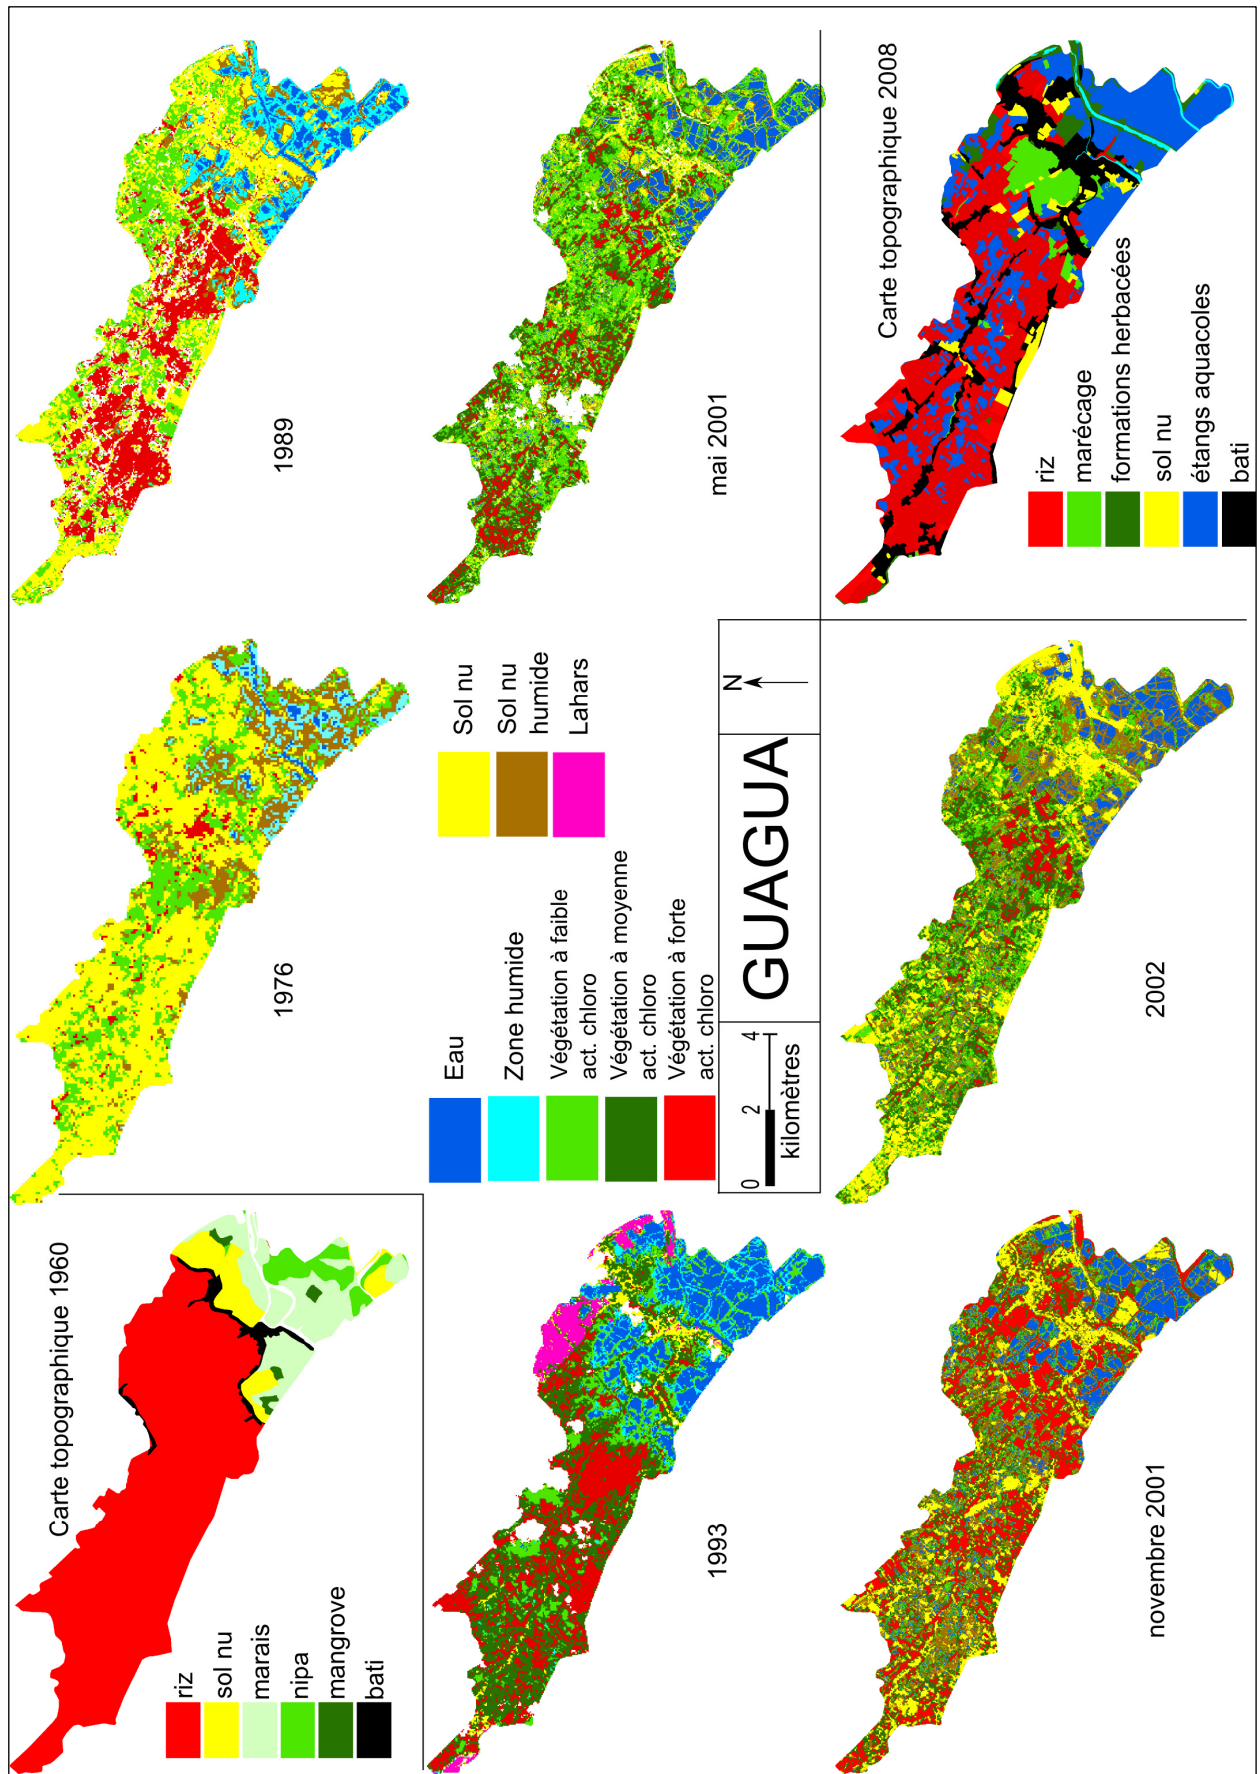 Carte topographique 1960
riz
sol nu
marais
nipa
mangrove
bati
1976
1989
Eau
Zone humide
Végétation à faible
act. chloro
Végétation à moyenne
act. chloro
Végétation à forte
act. chloro
Sol nu
Sol nu
humide
Lahars
1993
mai 2001
0 2 4
kilomètres
GUAGUA
N
novembre 2001
2002
Carte topographique 2008
riz
marécage
formations herbacées
sol nu
étangs aquacoles
bati